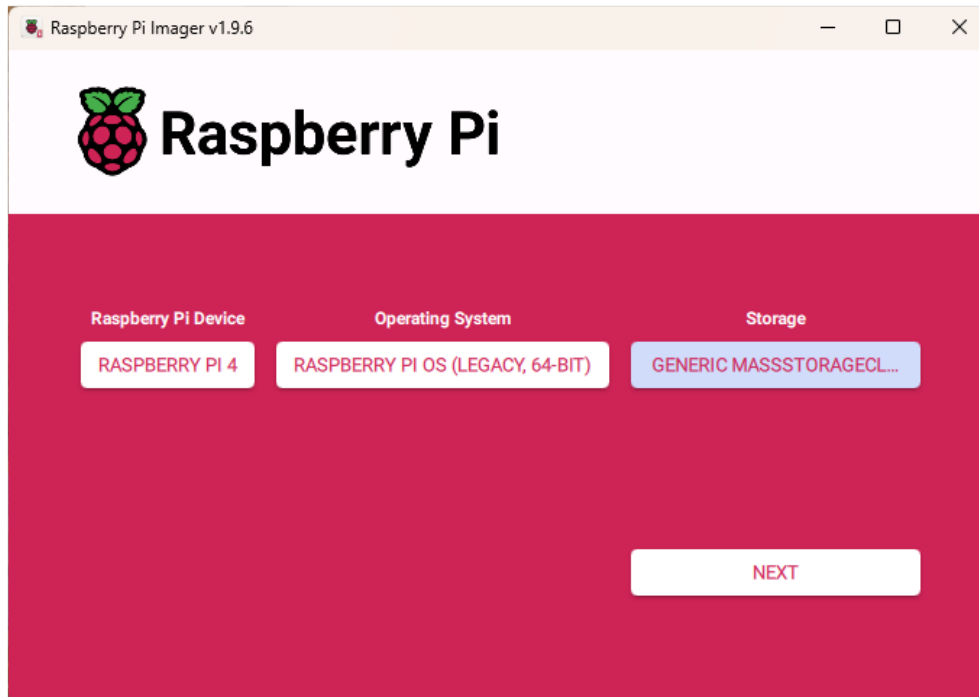 Raspberry Pi Imager v1.9.6
Raspberry Pi
Raspberry Pi Device
Operating System
Storage
RASPBERRY PI 4
RASPBERRY PI OS (LEGACY, 64-BIT)
GENERIC MASSSTORAGECL...
NEXT